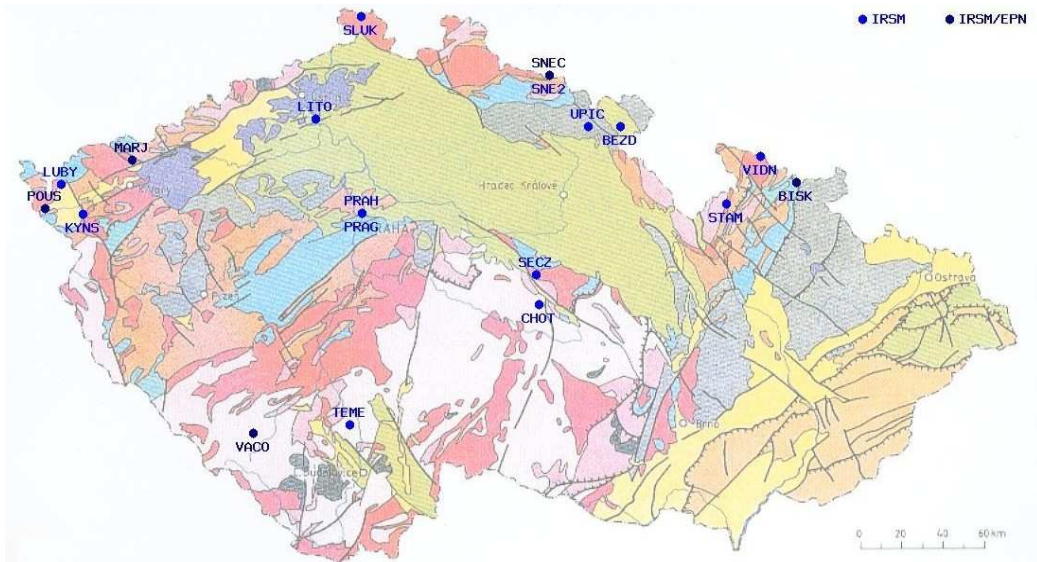 IRSM IRSM/EPN
SLUK
SNEC
SNE2
LITO
UPIC
BEZD
MARJ
VIDN
LUBY
BISK
Hradec Králové
POUS
PRAH
STAM
KYNS
PRAG
RAHA
SECZ
Ostrava
CHOT
TEME
Brno
VACO
0 20 40 60 km